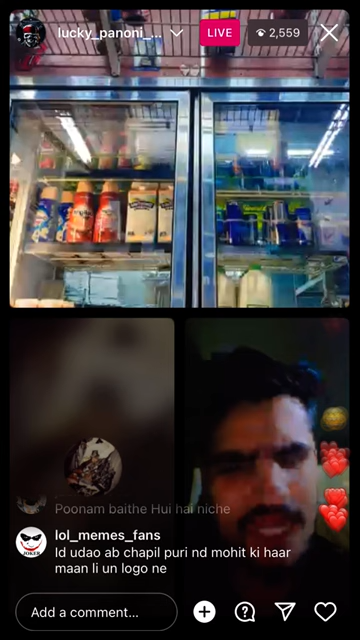 lucky_panoni_...
LIVE
2,559
Poonam baithe Hui hai niche
JOKER
lol_memes_fans
Id udao ab chapil puri nd mohit ki haar
maan li un logo ne
Add a comment...